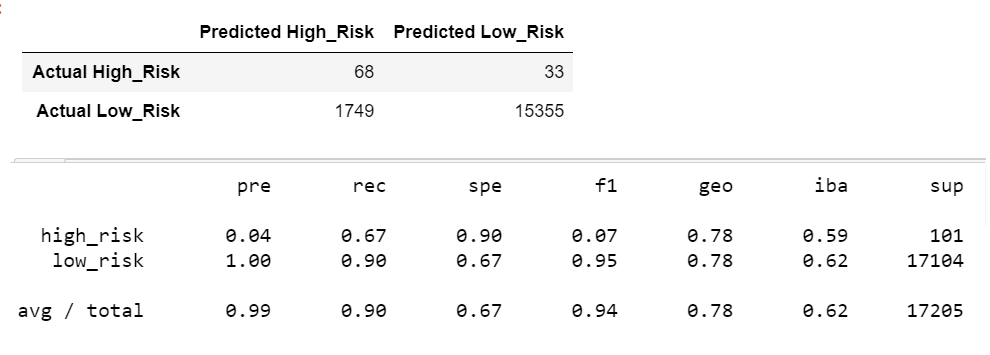 Predicted High_Risk Predicted Low_Risk
Actual High_Risk 68 33
Actual Low_Risk 1749 15355
pre rec spe f1 geo iba sup
high_risk 0.04 0.67 0.90 0.07 0.78 0.59 101
low_risk 1.00 0.90 0.67 0.95 0.78 0.62 17104
avg / total 0.99 0.90 0.67 0.94 0.78 0.62 17205